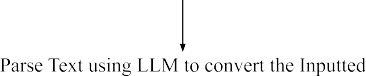 Parse Text using LLM to convert the Inputted